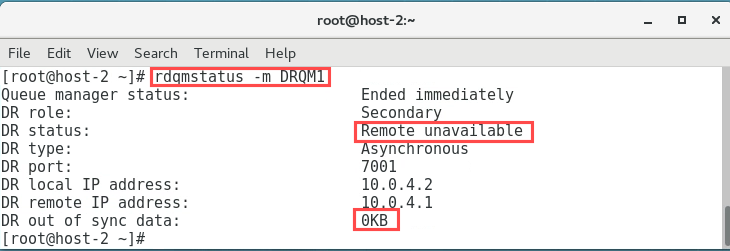 root@host-2:~
File Edit View Search Terminal Help
[root@host-2 ~]# rdqmstatus -m DRQM1
Queue manager status: Ended immediately
DR role: Secondary
DR status: Remote unavailable
DR type: Asynchronous
DR port: 7001
DR local IP address: 10.0.4.2
DR remote IP address: 10.0.4.1
DR out of sync data: 0KB
[root@host-2 ~]#